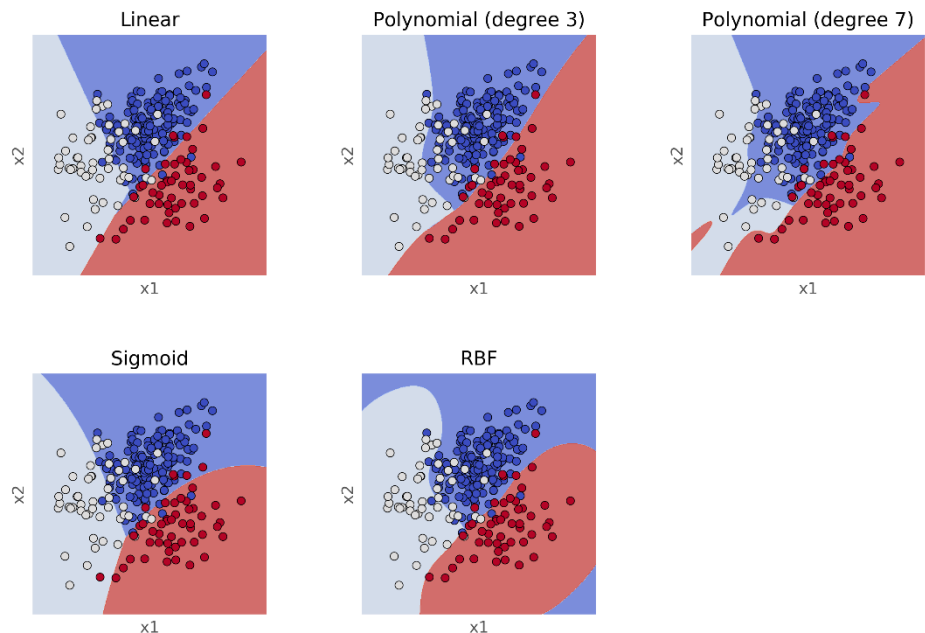 Linear
Polynomial (degree 3)
Polynomial (degree 7)
x2
x2
x2
x1
x1
x1
Sigmoid
RBF
x2
x2
x1
x1